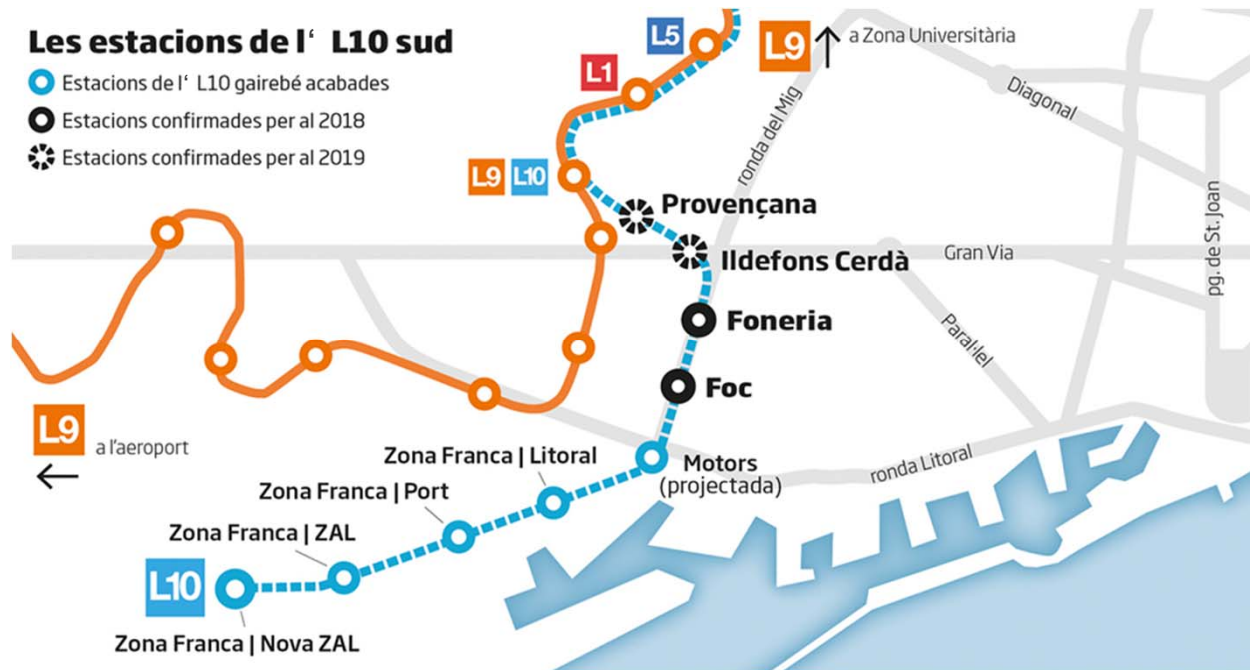 Les estacions de l‘ L10 sud
Estacions de l‘ L10 gairebé acabades
Estacions confirmades per al 2018
Estacions confirmades per al 2019
L5
L9
a Zona Universitària
L1
Diagonal
ronda del Mig
L9 L10
Provençana
pg. de St. Joan
Gran Via
Ildefons Cerdà
Foneria
Paral·lel
Foc
L9
a l'aeroport
Zona Franca | Litoral
Motors
(projectada)
ronda Litoral
Zona Franca | Port
Zona Franca | ZAL
L10
Zona Franca | Nova ZAL